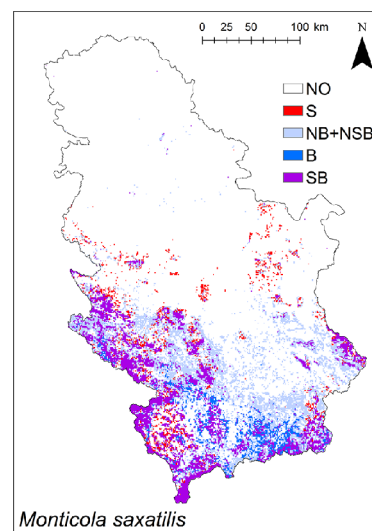 0 25 50 100 km
N
NO
S
NB+NSB
B
SB
Monticola saxatilis